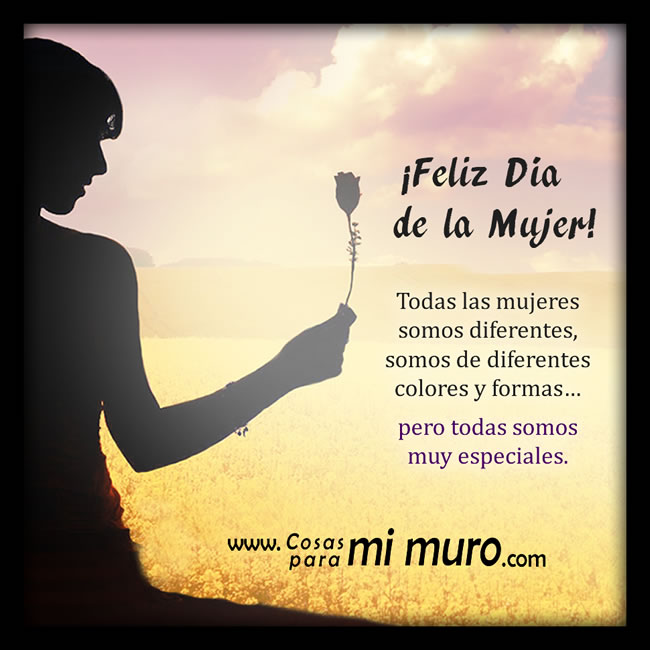 ¡Feliz Día
de la Mujer!
Todas las mujeres
somos diferentes,
somos de diferentes
colores y formas...
pero todas somos
muy especiales.
www. Cosas para mi muro.com